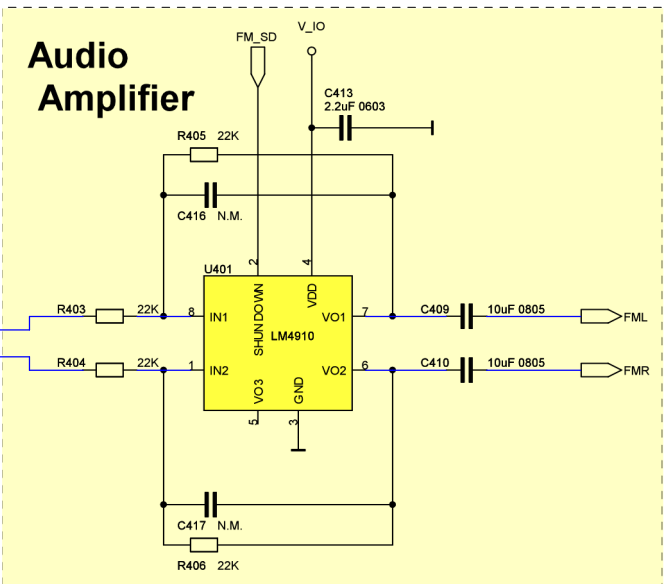 Audio
Amplifier
FM_SD
V_IO
C413
2.2uF 0603
R405 22K
C416 N.M.
U401
2
4
SHUNDOWN
VDD
R403 22K
8
IN1
VO1
7
C409 10uF 0805
FML
LM4910
R404 22K
1
IN2
VO2
6
C410 10uF 0805
FMR
VO3
GND
5
3
C417 N.M.
R406 22K